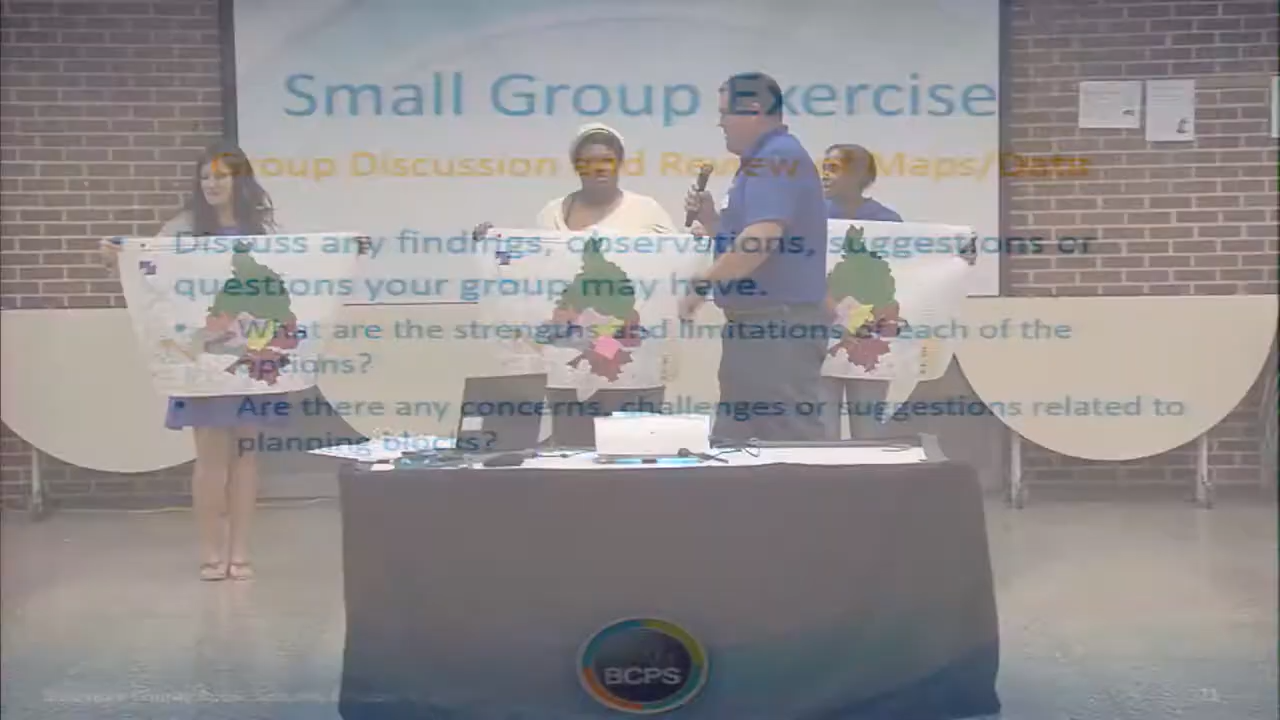 Small Group Exercise
Group Discussion and Review of Maps/Data
Discuss any findings, observations, suggestions or
questions your group may have.
• What are the strengths and limitations of each of the
options?
• Are there any concerns, challenges or suggestions related to
planning blocks?
BCPS
21